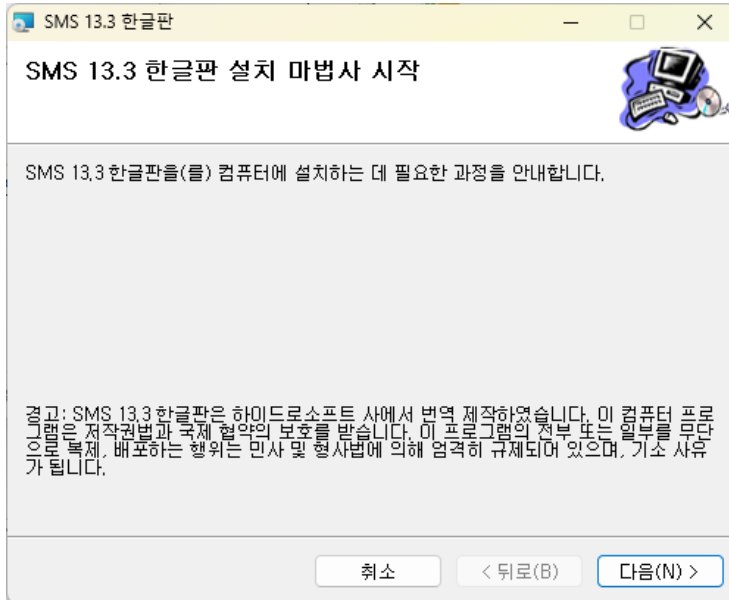 SMS 13.3 한글판
SMS 13.3 한글판 설치 마법사 시작
SMS 13.3 한글판을(를) 컴퓨터에 설치하는 데 필요한 과정을 안내합니다.
경고: SMS 13.3 한글판은 하이드로소프트 사에서 번역 제작하였습니다. 이 컴퓨터 프로
그램은 저작권법과 국제 협약의 보호를 받습니다. 이 프로그램의 전부 또는 일부를 무단
으로 복제, 배포하는 행위는 민사 및 형사법에 의해 엄격히 규제되어 있으며, 기소 사유
가 됩니다.
취소
< 뒤로(B)
다음(N) >